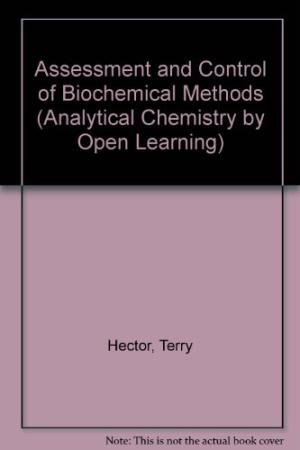 Assessment and Control
of Biochemical Methods
(Analytical Chemistry by
Open Learning)
Hector, Terry
Note: This is not the actual book cover